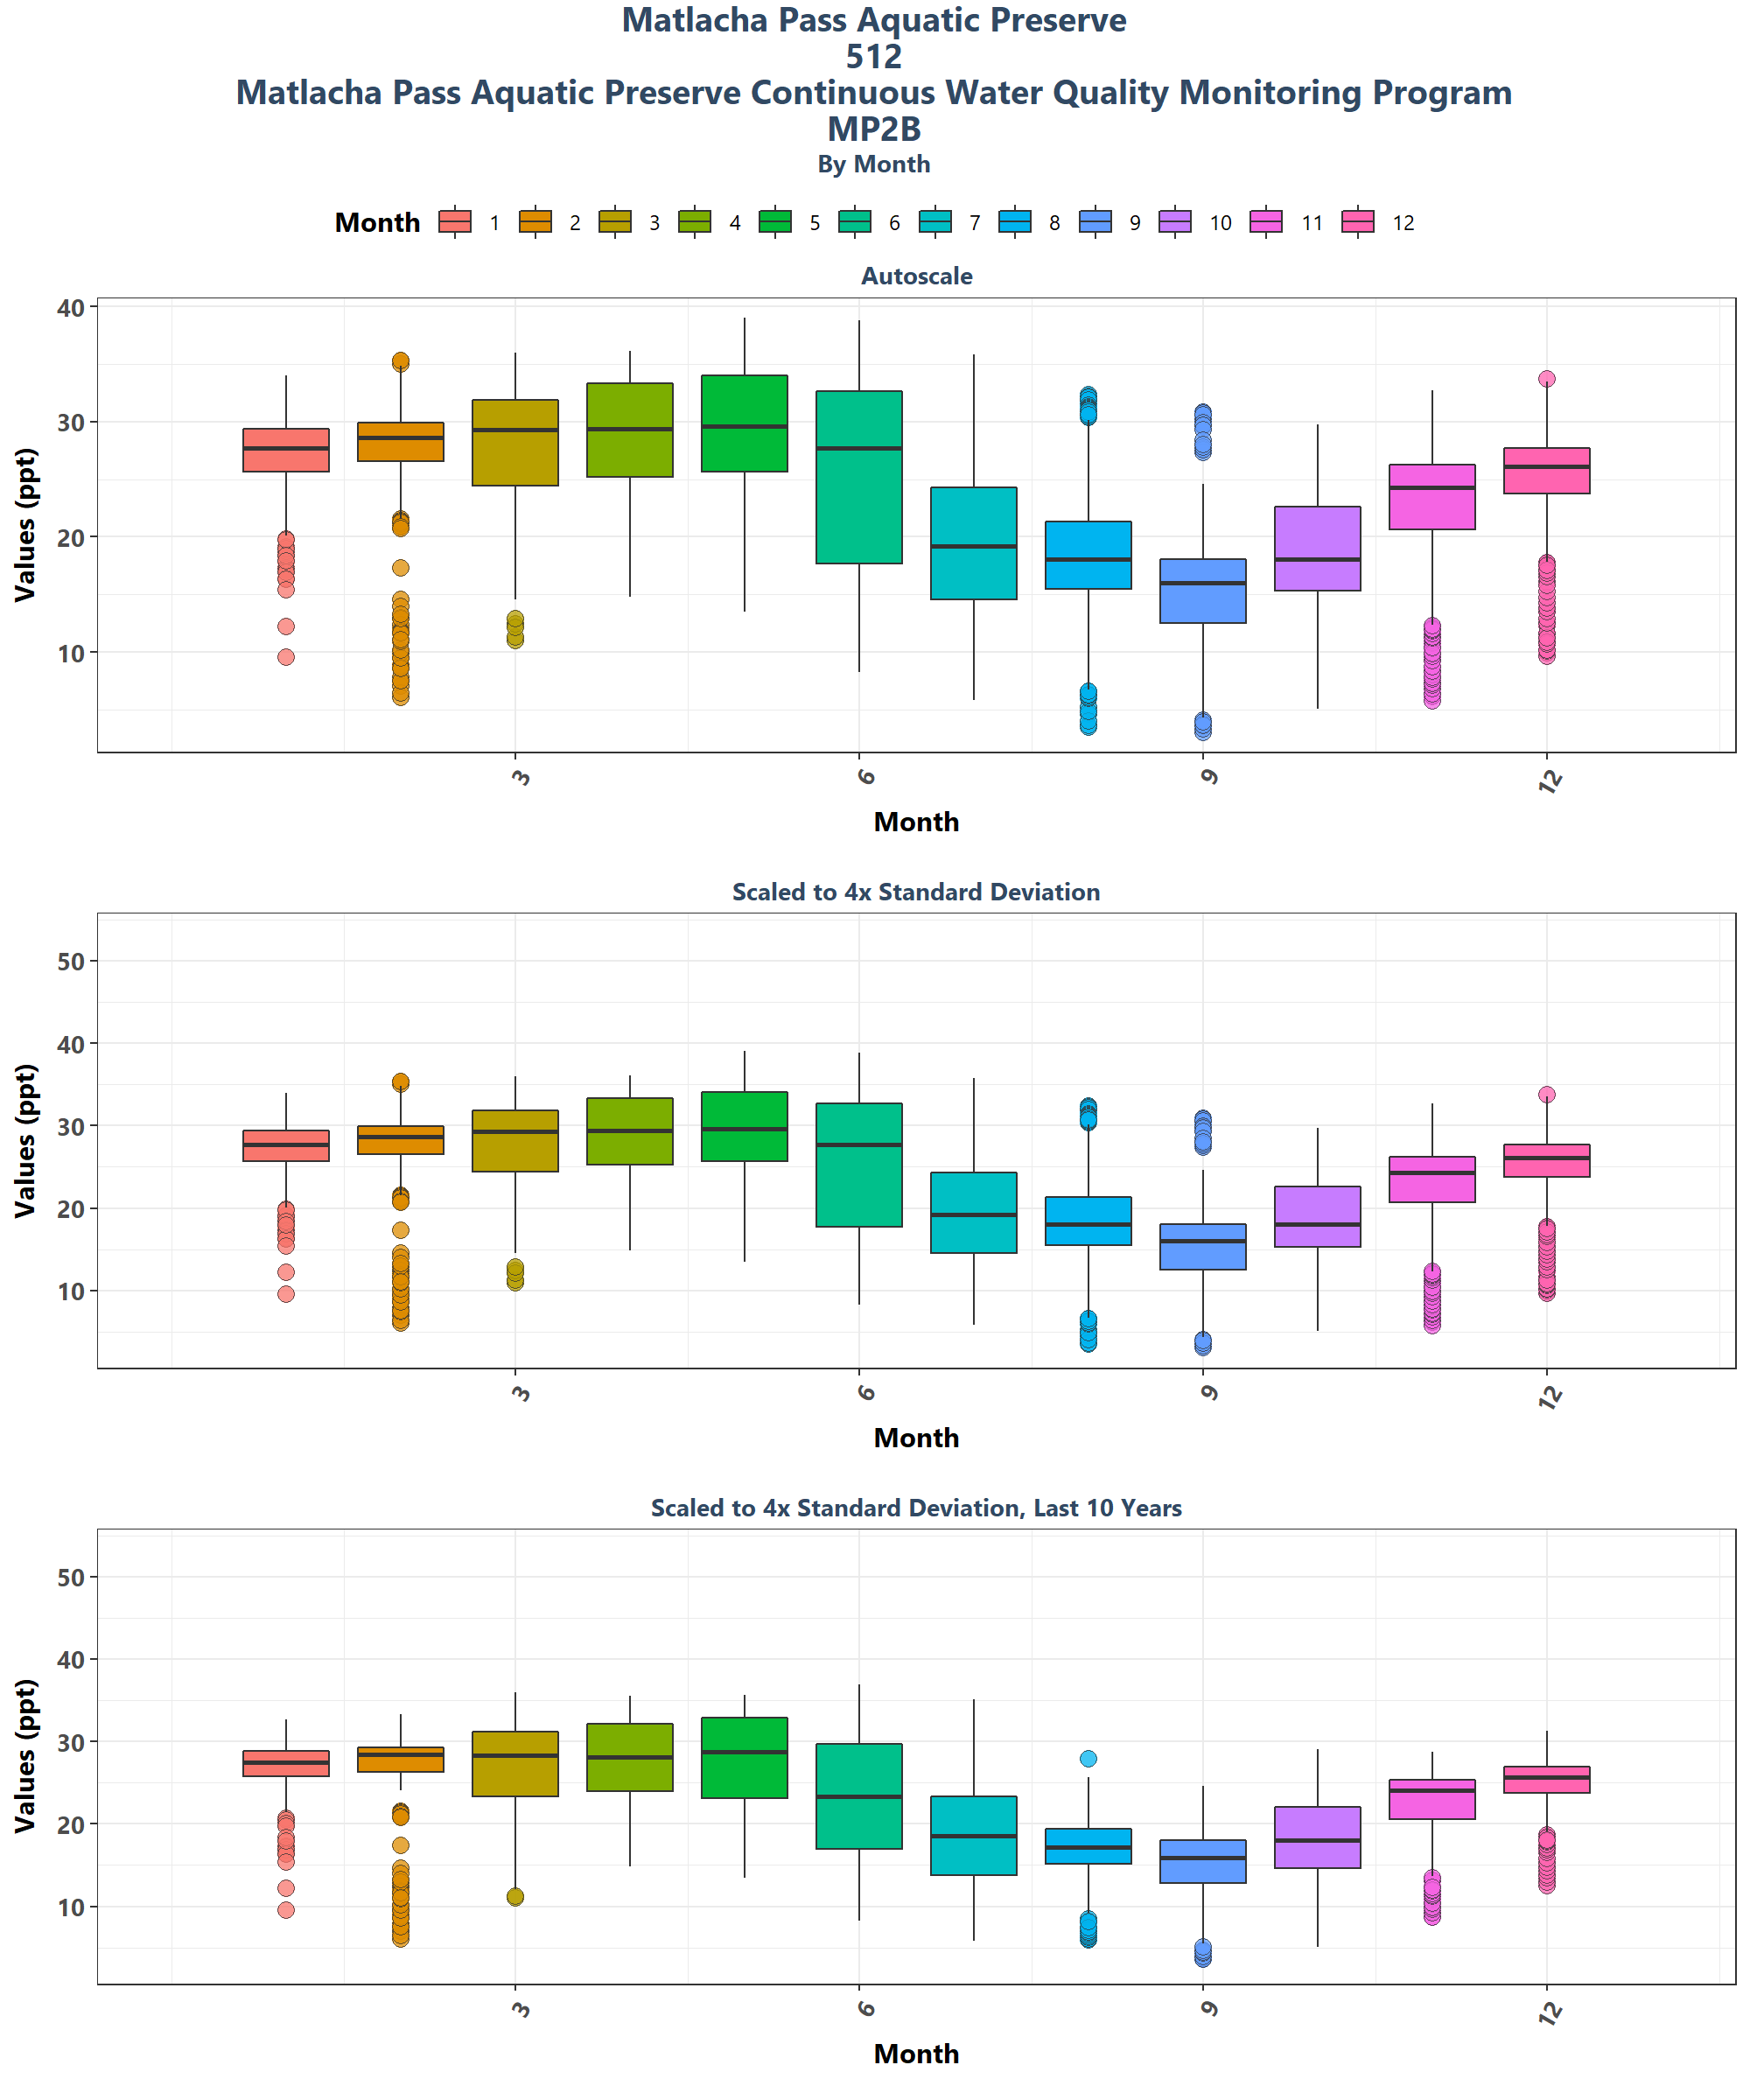 Matlacha Pass Aquatic Preserve
512
Matlacha Pass Aquatic Preserve Continuous Water Quality Monitoring Program
MP2B
By Month
Month 1 2 3 4 5 6 7 8 9 10 11 12
Autoscale
Values (ppt)
40
30
20
10
3 6 9 12
Month
Scaled to 4x Standard Deviation
Values (ppt)
50
40
30
20
10
3 6 9 12
Month
Scaled to 4x Standard Deviation, Last 10 Years
Values (ppt)
50
40
30
20
10
3 6 9 12
Month